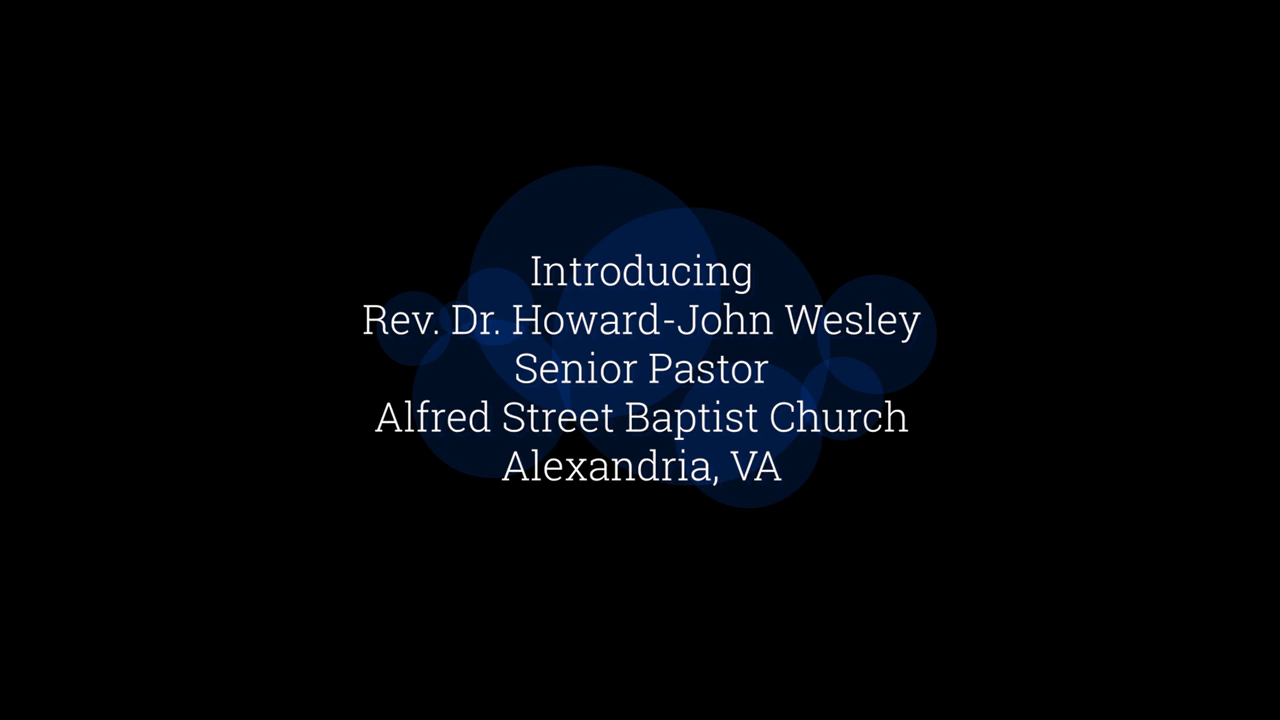 Introducing
Rev. Dr. Howard-John Wesley
Senior Pastor
Alfred Street Baptist Church
Alexandria, VA